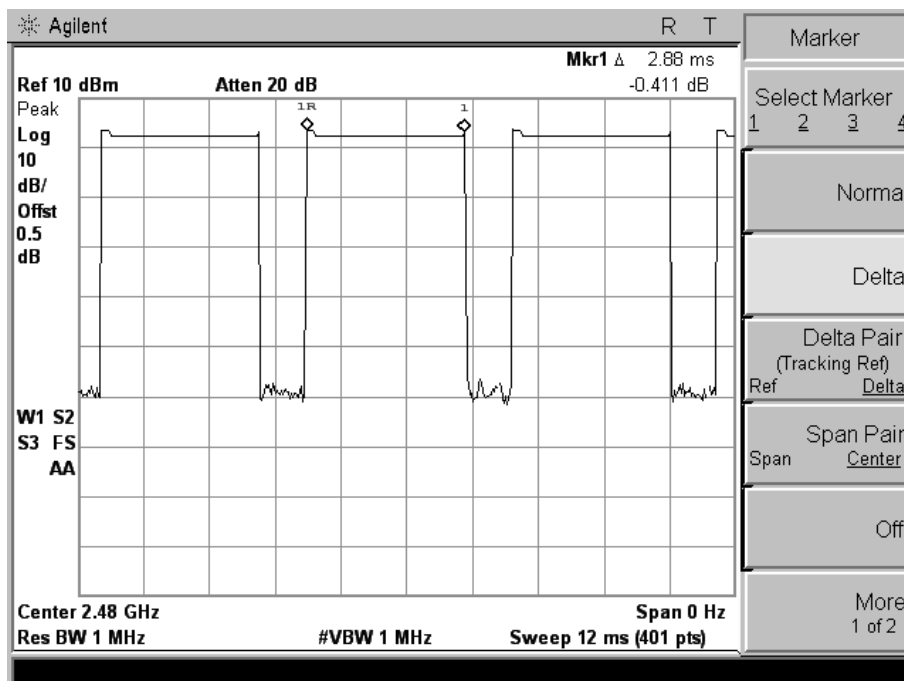 Agilent
R T
Mkr1 Δ 2.88 ms
Ref 10 dBm
Atten 20 dB
-0.411 dB
Peak
Log
10
dB/
Offst
0.5
dB
1R
1
W1 S2
S3 FS
AA
Center 2.48 GHz
Span 0 Hz
Res BW 1 MHz
#VBW 1 MHz
Sweep 12 ms (401 pts)
Marker
Select Marker
1 2 3 4
Norma
Delta
Delta Pair
(Tracking Ref)
Ref Delta
Span Pair
Span Center
Off
More
1 of 2